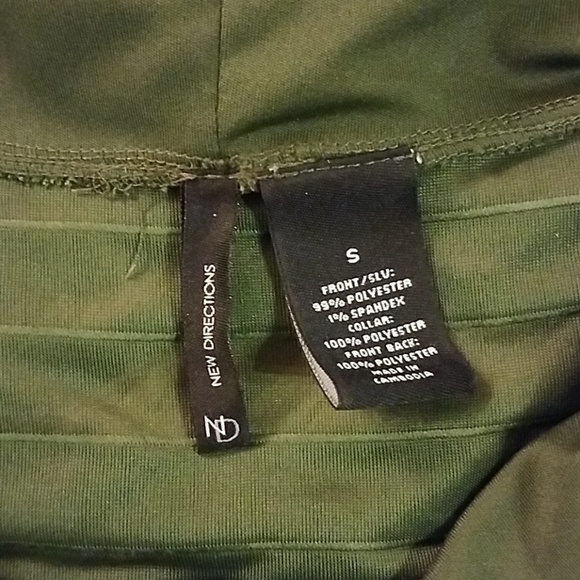 NEW DIRECTIONS
ND
S
FRONT/SLV:
99% POLYESTER
1% SPANDEX
COLLAR:
100% POLYESTER
FRONT BACK:
100% POLYESTER
MADE IN
CAMBODIA